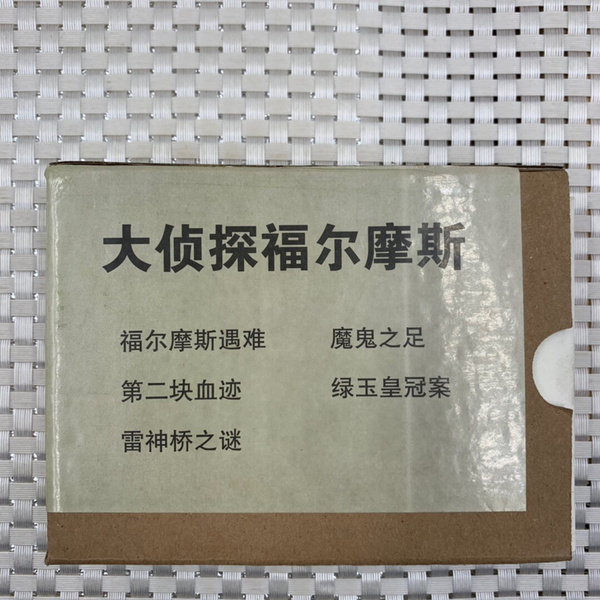 大侦探福尔摩斯
福尔摩斯遇难 魔鬼之足
第二块血迹 绿玉皇冠案
雷神桥之谜